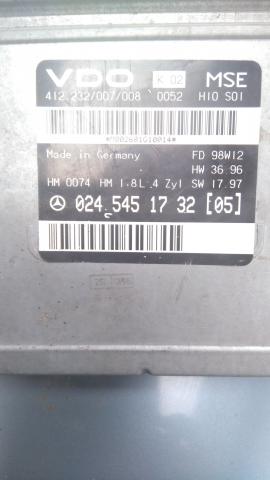 VDO K 02 MSE
412.232/007/008 0052 H10 S01
Made in Germany FD 98W12
HW 36.96
HM 0074 HM 1.8L.4 Zyl SW 17.97
024 545 17 32 [05]